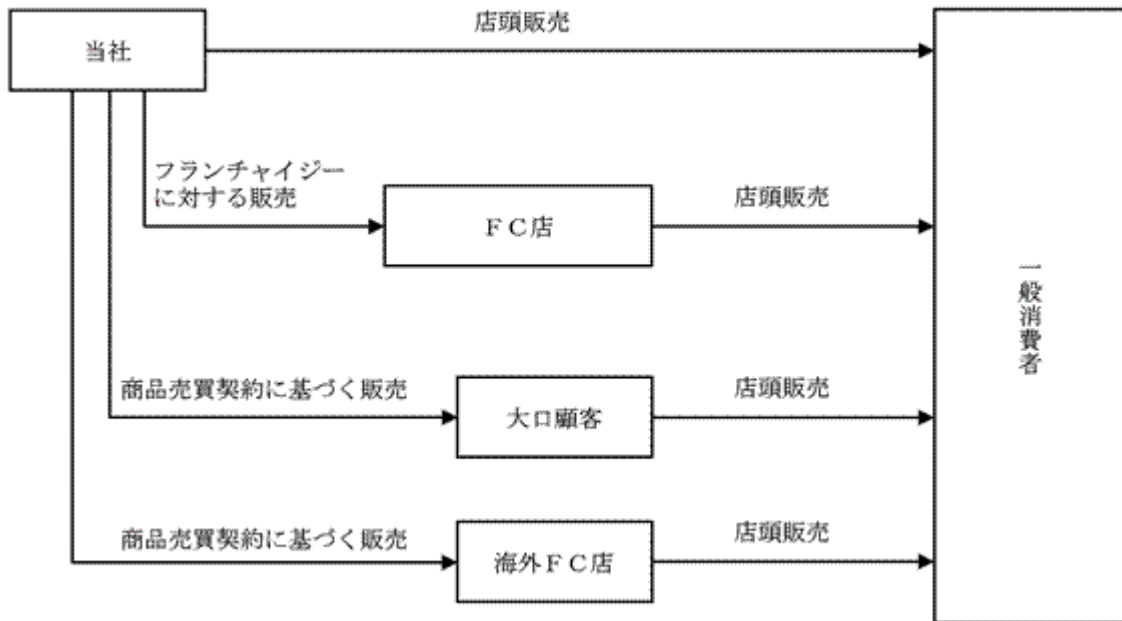 店頭販売
当社
フランチャイジー
に対する販売
ＦＣ店
店頭販売
一般消費者
商品売買契約に基づく販売
大口顧客
店頭販売
商品売買契約に基づく販売
海外ＦＣ店
店頭販売